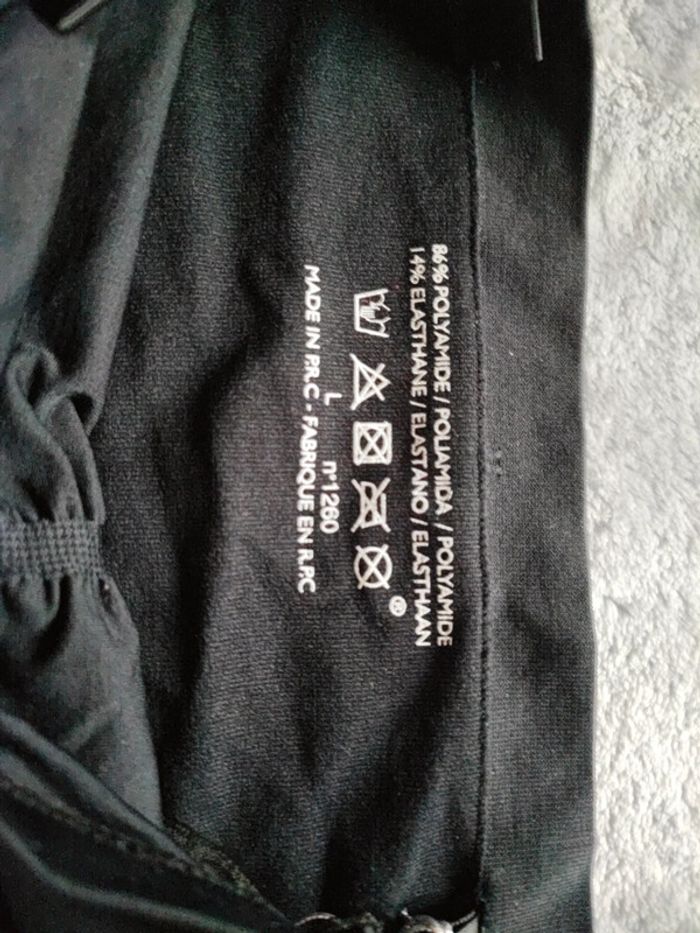 86% POLYAMIDE / POLIAMIDA / POLYAMIDE
14% ELASTHANE / ELASTANO / ELASTHAAN
®
L n°1260
MADE IN P.R.C - FABRIQUE EN R.P.C